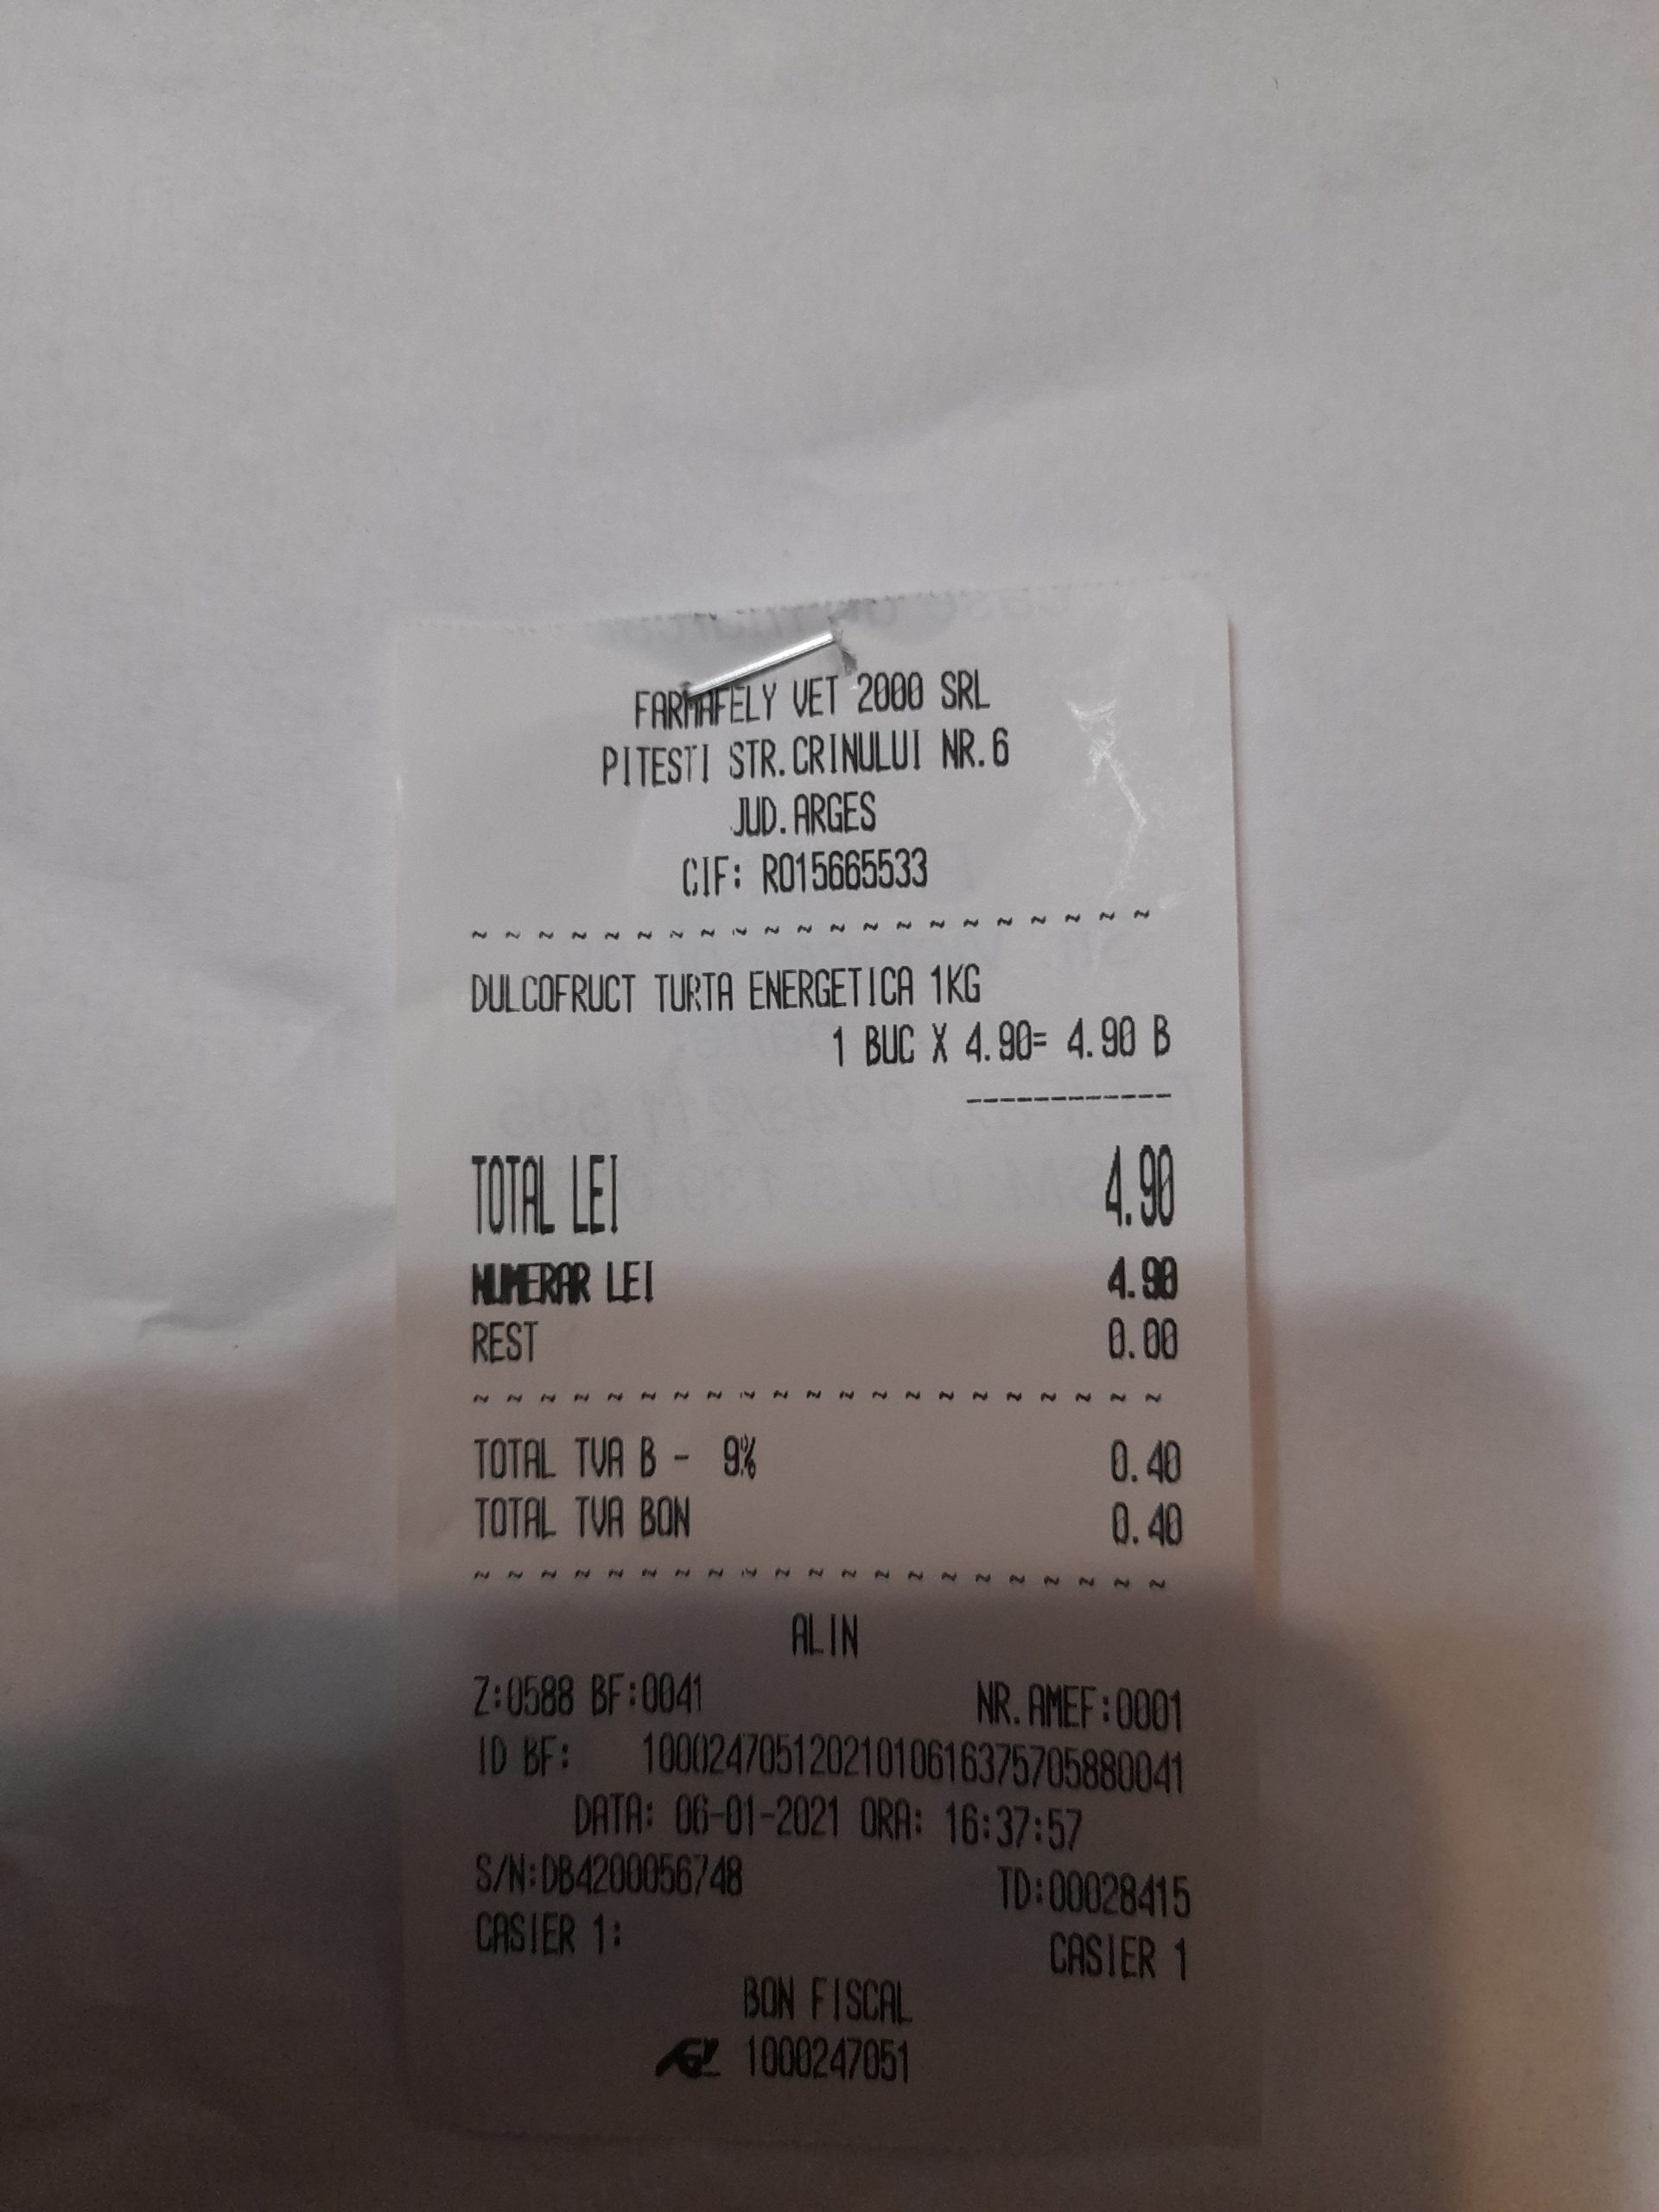 FARMAFELY VET 2000 SRL
PITESTI STR.CRINULUI NR.6
JUD.ARGES
CIF: RO15665533
~ ~ ~ ~ ~ ~ ~ ~ ~ ~ ~ ~ ~ ~ ~ ~ ~ ~ ~ ~ ~
DULCOFRUCT TURTA ENERGETICA 1KG
1 BUC X 4.90= 4.90 B
------------
TOTAL LEI 4.90
NUMERAR LEI 4.90
REST 0.00
~ ~ ~ ~ ~ ~ ~ ~ ~ ~ ~ ~ ~ ~ ~ ~ ~ ~ ~ ~ ~
TOTAL TVA B - 9% 0.40
TOTAL TVA BON 0.40
~ ~ ~ ~ ~ ~ ~ ~ ~ ~ ~ ~ ~ ~ ~ ~ ~ ~ ~ ~ ~
ALIN
Z:0588 BF:0041 NR.AMEF:0001
ID BF: 10002470512021010616375705880041
DATA: 06-01-2021 ORA: 16:37:57
S/N:DB4200056748 TD:00028415
CASIER 1: CASIER 1
BON FISCAL
1000247051